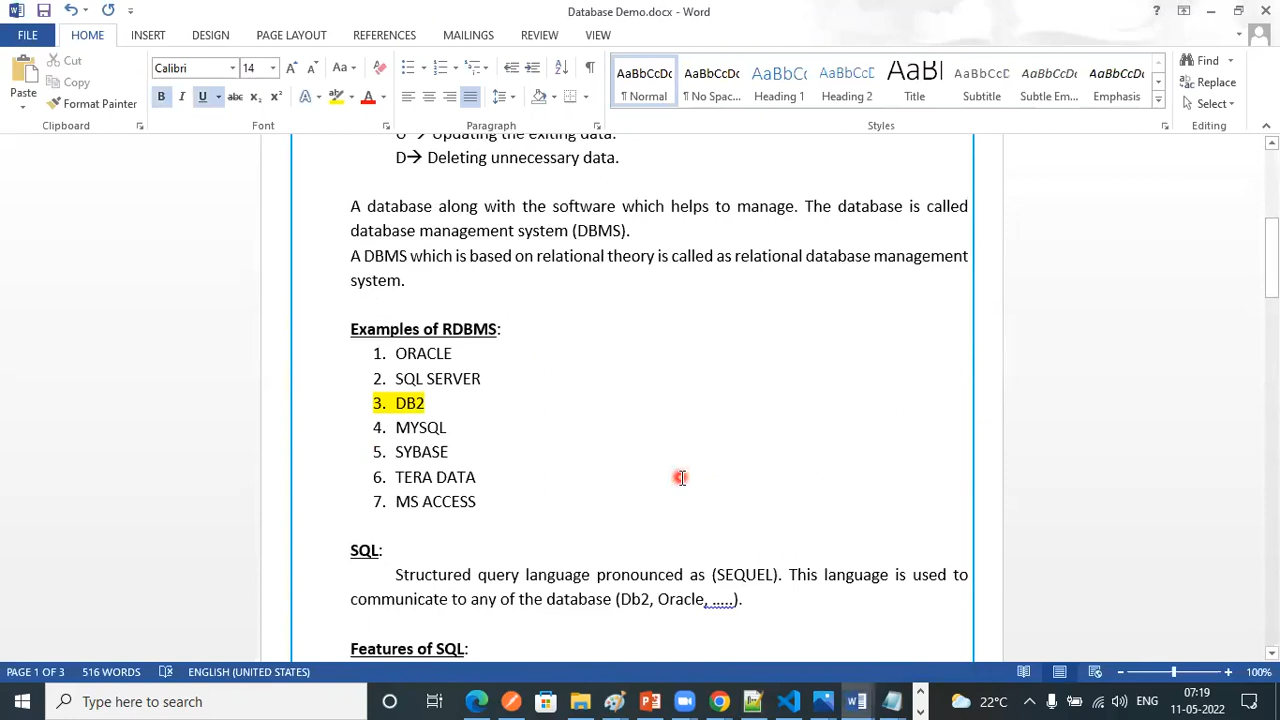 Database Demo.docx - Word
FILE HOME INSERT DESIGN PAGE LAYOUT REFERENCES MAILINGS REVIEW VIEW
Paste
Cut
Copy
Format Painter
Clipboard
Calibri 14
Font
Paragraph
AaBbCcDc AaBbCcDc AaBbCc AaBbCcD AaBl AaBbCcD AaBbCcDc AaBbCcDc
¶ Normal ¶ No Spac... Heading 1 Heading 2 Title Subtitle Subtle Em... Emphasis
Styles
Find
Replace
Select
Editing
U → Updating the exiting data.
D→ Deleting unnecessary data.
A database along with the software which helps to manage. The database is called
database management system (DBMS).
A DBMS which is based on relational theory is called as relational database management
system.
Examples of RDBMS:
1. ORACLE
2. SQL SERVER
3. DB2
4. MYSQL
5. SYBASE
6. TERA DATA
7. MS ACCESS
SQL:
Structured query language pronounced as (SEQUEL). This language is used to
communicate to any of the database (Db2, Oracle, .....).
Features of SQL:
PAGE 1 OF 3 516 WORDS ENGLISH (UNITED STATES) 100%
Type here to search
22°C ENG 07:19
11-05-2022